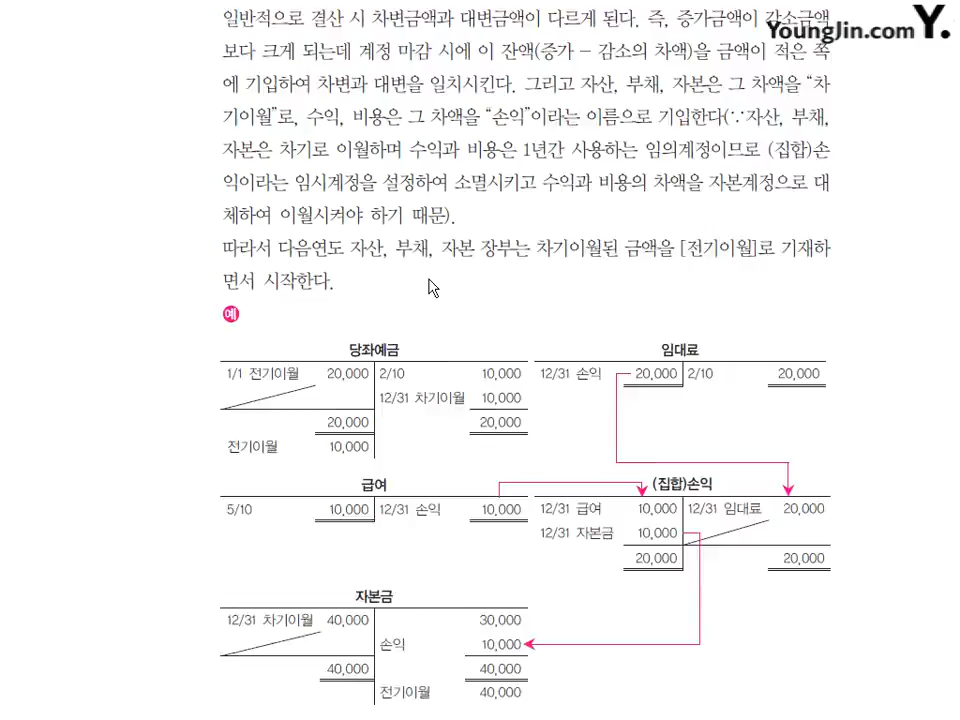 일반적으로 결산 시 차변금액과 대변금액이 다르게 된다. 즉, 증가금액이 감소금액
YoungJin.com Y.
보다 크게 되는데 계정 마감 시에 이 잔액(증가 – 감소의 차액)을 금액이 적은 쪽
에 기입하여 차변과 대변을 일치시킨다. 그리고 자산, 부채, 자본은 그 차액을 “차
기이월”로, 수익, 비용은 그 차액을 “손익”이라는 이름으로 기입한다(∵자산, 부채,
자본은 차기로 이월하며 수익과 비용은 1년간 사용하는 임의계정이므로 (집합)손
익이라는 임시계정을 설정하여 소멸시키고 수익과 비용의 차액을 자본계정으로 대
체하여 이월시켜야 하기 때문).
따라서 다음연도 자산, 부채, 자본 장부는 차기이월된 금액을 [전기이월]로 기재하
면서 시작한다.
예
당좌예금
1/1 전기이월 20,000 2/10 10,000
12/31 차기이월 10,000
20,000 20,000
전기이월 10,000
임대료
12/31 손익 20,000 2/10 20,000
급여
5/10 10,000 12/31 손익 10,000
(집합)손익
12/31 급여 10,000 12/31 임대료 20,000
12/31 자본금 10,000
20,000 20,000
자본금
12/31 차기이월 40,000 30,000
손익 10,000
40,000 40,000
전기이월 40,000